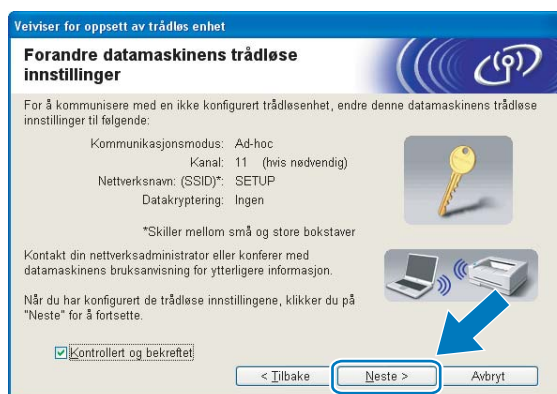 Veiviser for oppsett av trådløs enhet
Forandre datamaskinens trådløse
innstillinger
For å kommunisere med en ikke konfigurert trådløsenhet, endre denne datamaskinens trådløse
innstillinger til følgende:
Kommunikasjonsmodus: Ad-hoc
Kanal: 11 (hvis nødvendig)
Nettverksnavn: (SSID)*: SETUP
Datakryptering: Ingen
*Skiller mellom små og store bokstaver
Kontakt din nettverksadministrator eller konferer med
datamaskinens bruksanvisning for ytterligere informasjon.
Når du har konfigurert de trådløse innstillingene, klikker du på
"Neste" for å fortsette.
Kontrollert og bekreftet
< Tilbake Neste > Avbryt